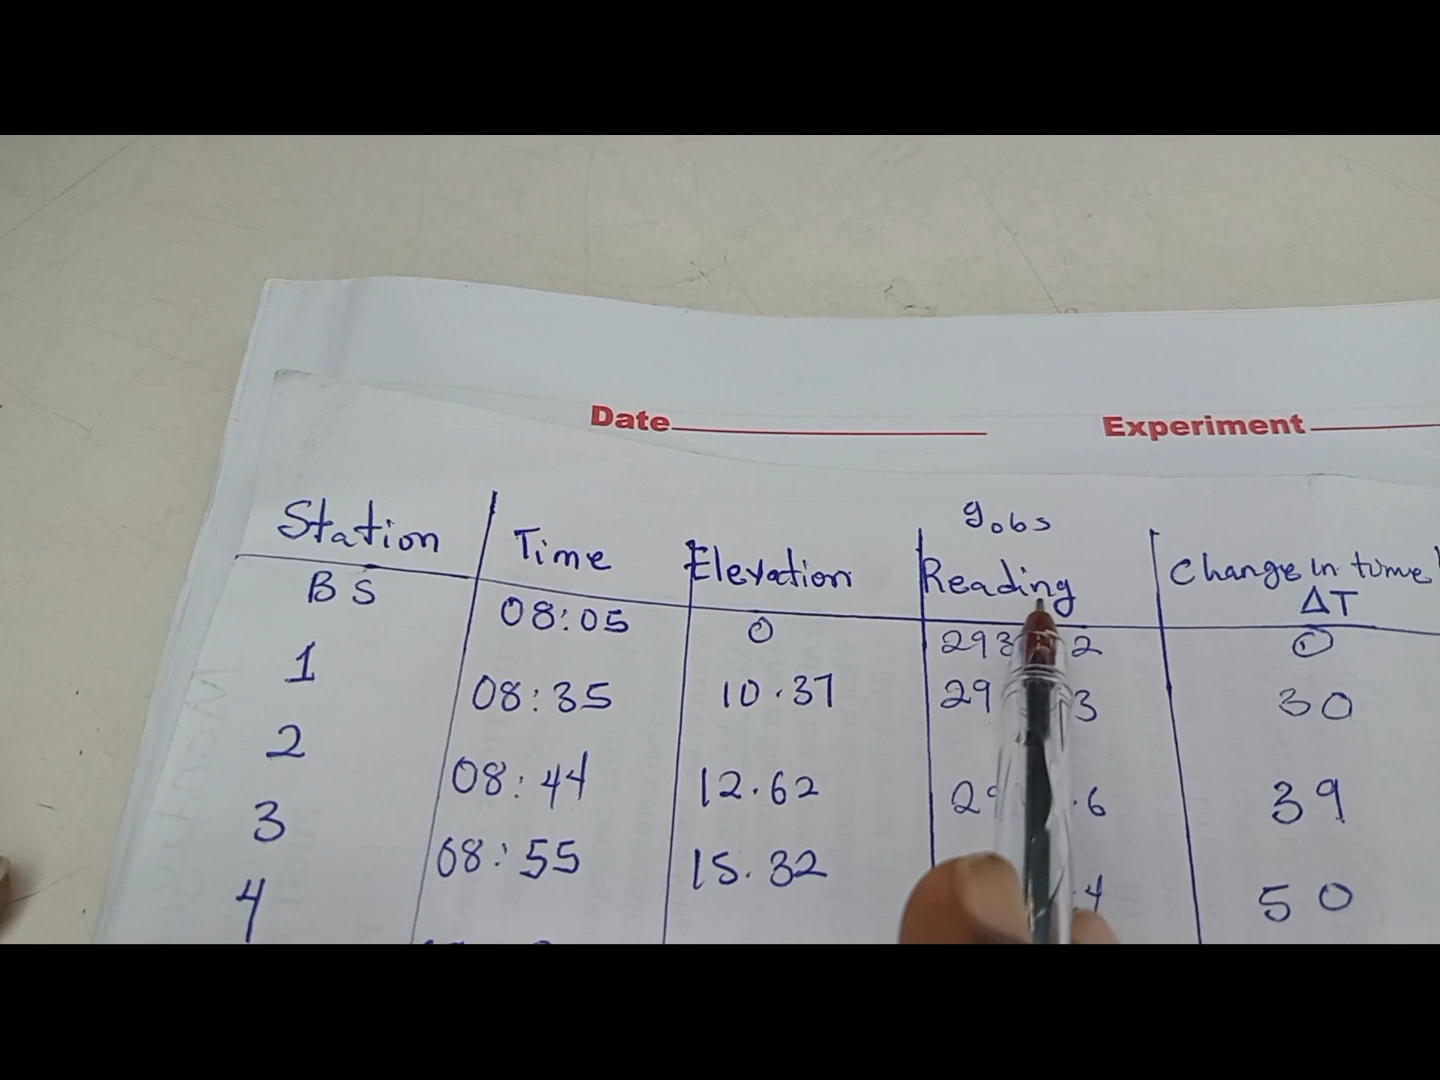 Date Experiment
g obs
Station Time Elevation Reading Change in time
ΔT
BS 08:05 0 0
1 08:35 10.37 30
2 08:44 12.62 39
3 08:55 15.32 50
4